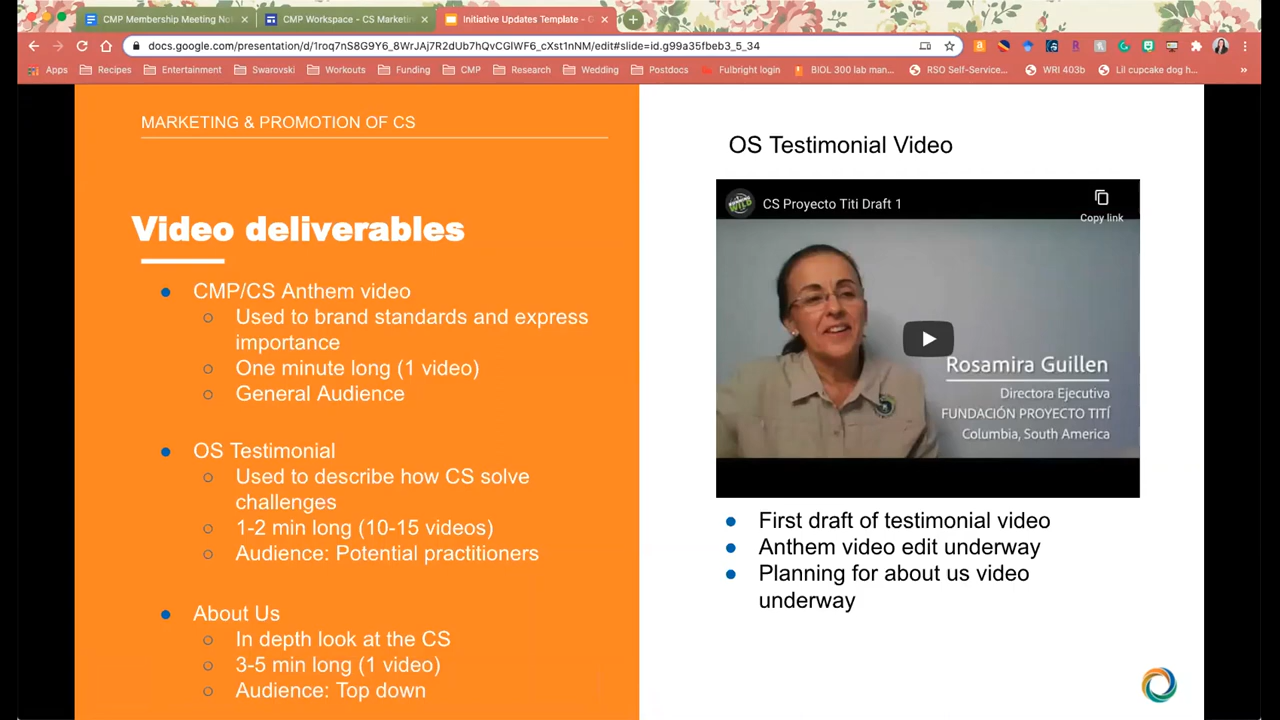 CMP Membership Meeting No
CMP Workspace - CS Marketin
Initiative Updates Template - G
docs.google.com/presentation/d/1roq7nS8G9Y6_8WrJAj7R2dUb7hQvCGlWF6_cXst1nNM/edit#slide=id.g99a35fbeb3_5_34
Apps Recipes Entertainment Swarovski Workouts Funding CMP Research Wedding Postdocs Fulbright login BIOL 300 lab man... RSO Self-Service... WRI 403b Lil cupcake dog h... »
MARKETING & PROMOTION OF CS
Video deliverables
CMP/CS Anthem video
Used to brand standards and express
importance
One minute long (1 video)
General Audience
OS Testimonial
Used to describe how CS solve
challenges
1-2 min long (10-15 videos)
Audience: Potential practitioners
About Us
In depth look at the CS
3-5 min long (1 video)
Audience: Top down
OS Testimonial Video
CS Proyecto Titi Draft 1
Copy link
Rosamira Guillen
Directora Ejecutiva
FUNDACIÓN PROYECTO TITÍ
Columbia, South America
First draft of testimonial video
Anthem video edit underway
Planning for about us video
underway